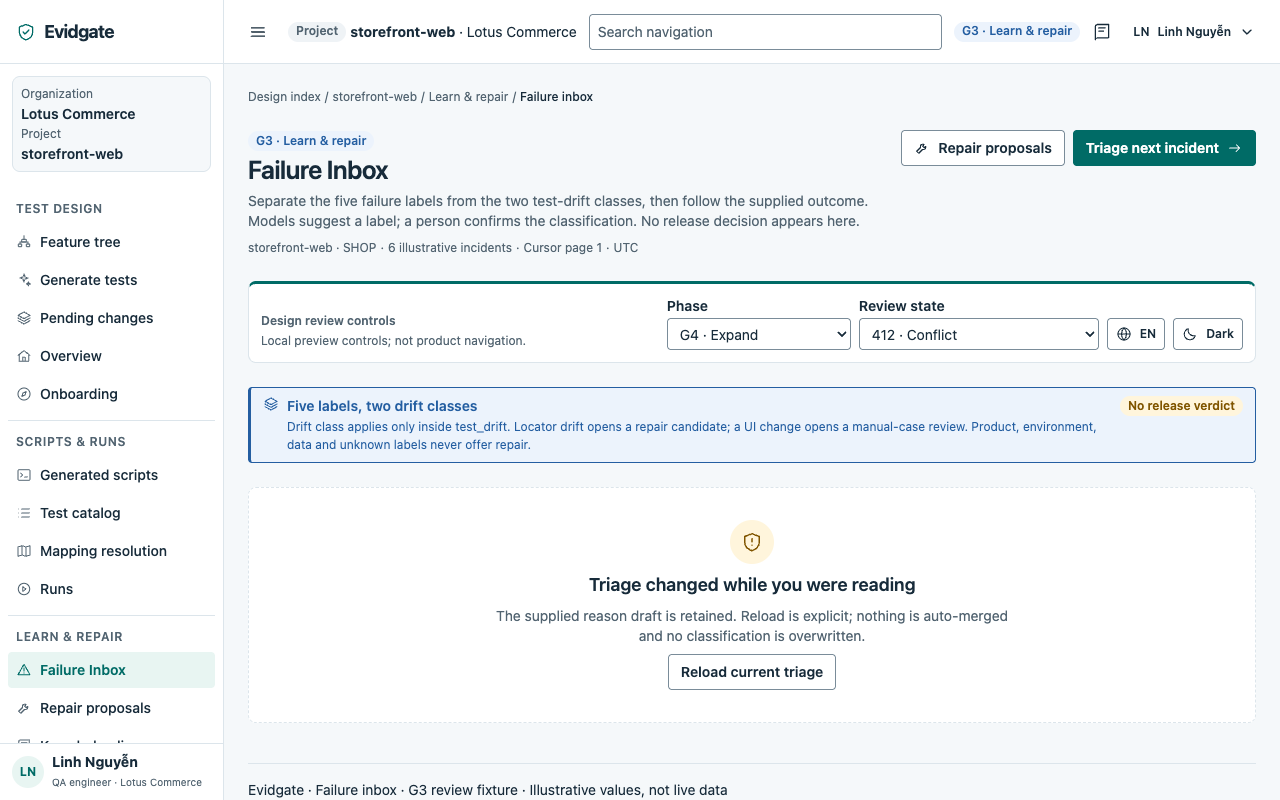 Evidgate
Organization
Lotus Commerce
Project
storefront-web
TEST DESIGN
Feature tree
Generate tests
Pending changes
Overview
Onboarding
SCRIPTS & RUNS
Generated scripts
Test catalog
Mapping resolution
Runs
LEARN & REPAIR
Failure Inbox
Repair proposals
LN
Linh Nguyễn
QA engineer · Lotus Commerce
Project storefront-web · Lotus Commerce
Search navigation
G3 · Learn & repair
LN Linh Nguyễn
Design index / storefront-web / Learn & repair / Failure inbox
G3 · Learn & repair
Failure Inbox
Separate the five failure labels from the two test-drift classes, then follow the supplied outcome.
Models suggest a label; a person confirms the classification. No release decision appears here.
storefront-web · SHOP · 6 illustrative incidents · Cursor page 1 · UTC
Repair proposals
Triage next incident
Design review controls
Local preview controls; not product navigation.
Phase
G4 · Expand
Review state
412 · Conflict
EN
Dark
Five labels, two drift classes
No release verdict
Drift class applies only inside test_drift. Locator drift opens a repair candidate; a UI change opens a manual-case review. Product, environment,
data and unknown labels never offer repair.
Triage changed while you were reading
The supplied reason draft is retained. Reload is explicit; nothing is auto-merged
and no classification is overwritten.
Reload current triage
Evidgate · Failure inbox · G3 review fixture · Illustrative values, not live data